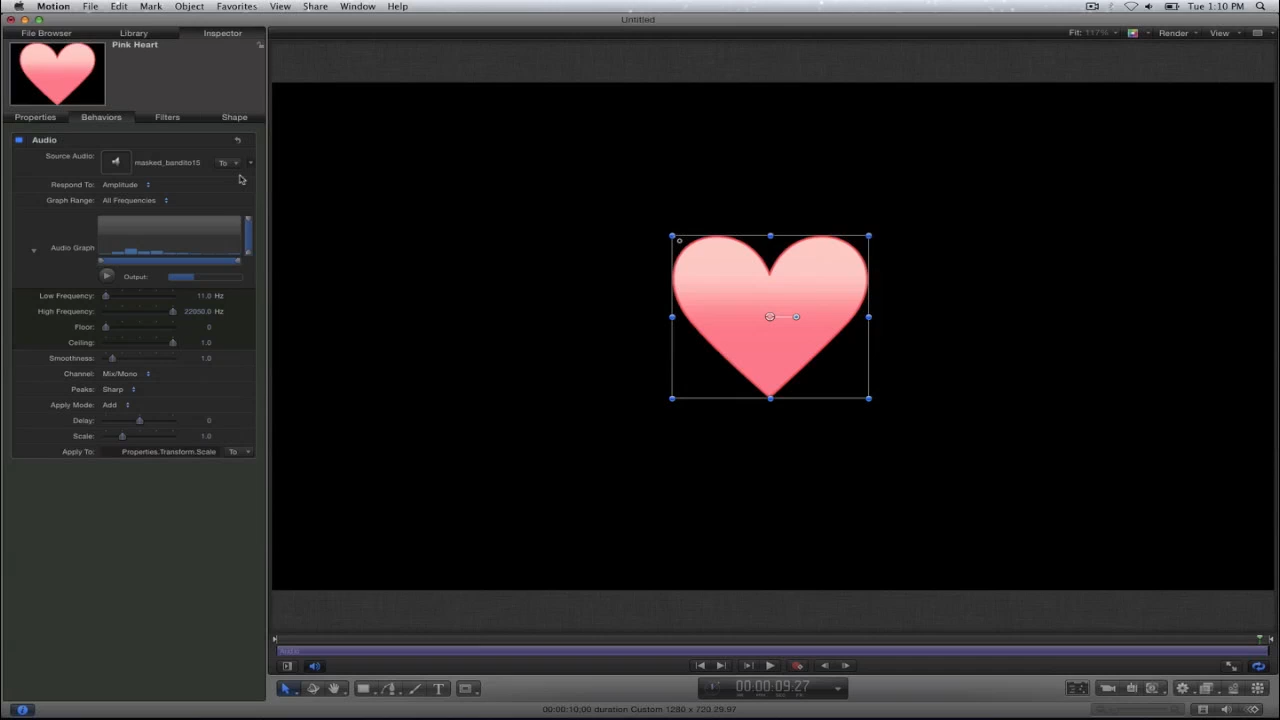 Motion File Edit Mark Object Favorites View Share Window Help Tue 1:10 PM
Untitled
File Browser Library Inspector Fit: 117% Render View
Pink Heart
Properties Behaviors Filters Shape
Audio
Source Audio: masked_bandito15 To
Respond To: Amplitude
Graph Range: All Frequencies
Audio Graph
Output:
Low Frequency: 11.0 Hz
High Frequency: 22050.0 Hz
Floor: 0
Ceiling: 1.0
Smoothness: 1.0
Channel: Mix/Mono
Peaks: Sharp
Apply Mode: Add
Delay: 0
Scale: 1.0
Apply To: Properties.Transform.Scale To
Audio
T 00:00:09:27
00:00:10;00 duration Custom 1280 x 720 29.97